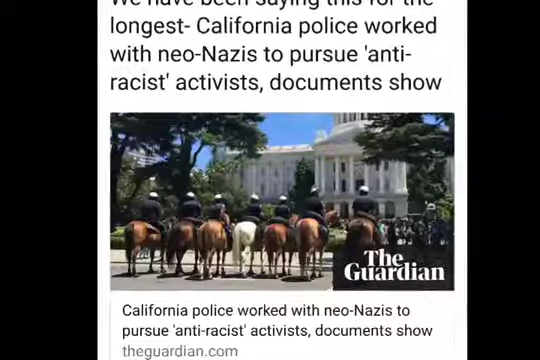 We have been saying this for the
longest- California police worked
with neo-Nazis to pursue 'anti-
racist' activists, documents show
The
Guardian
California police worked with neo-Nazis to
pursue 'anti-racist' activists, documents show
theguardian.com